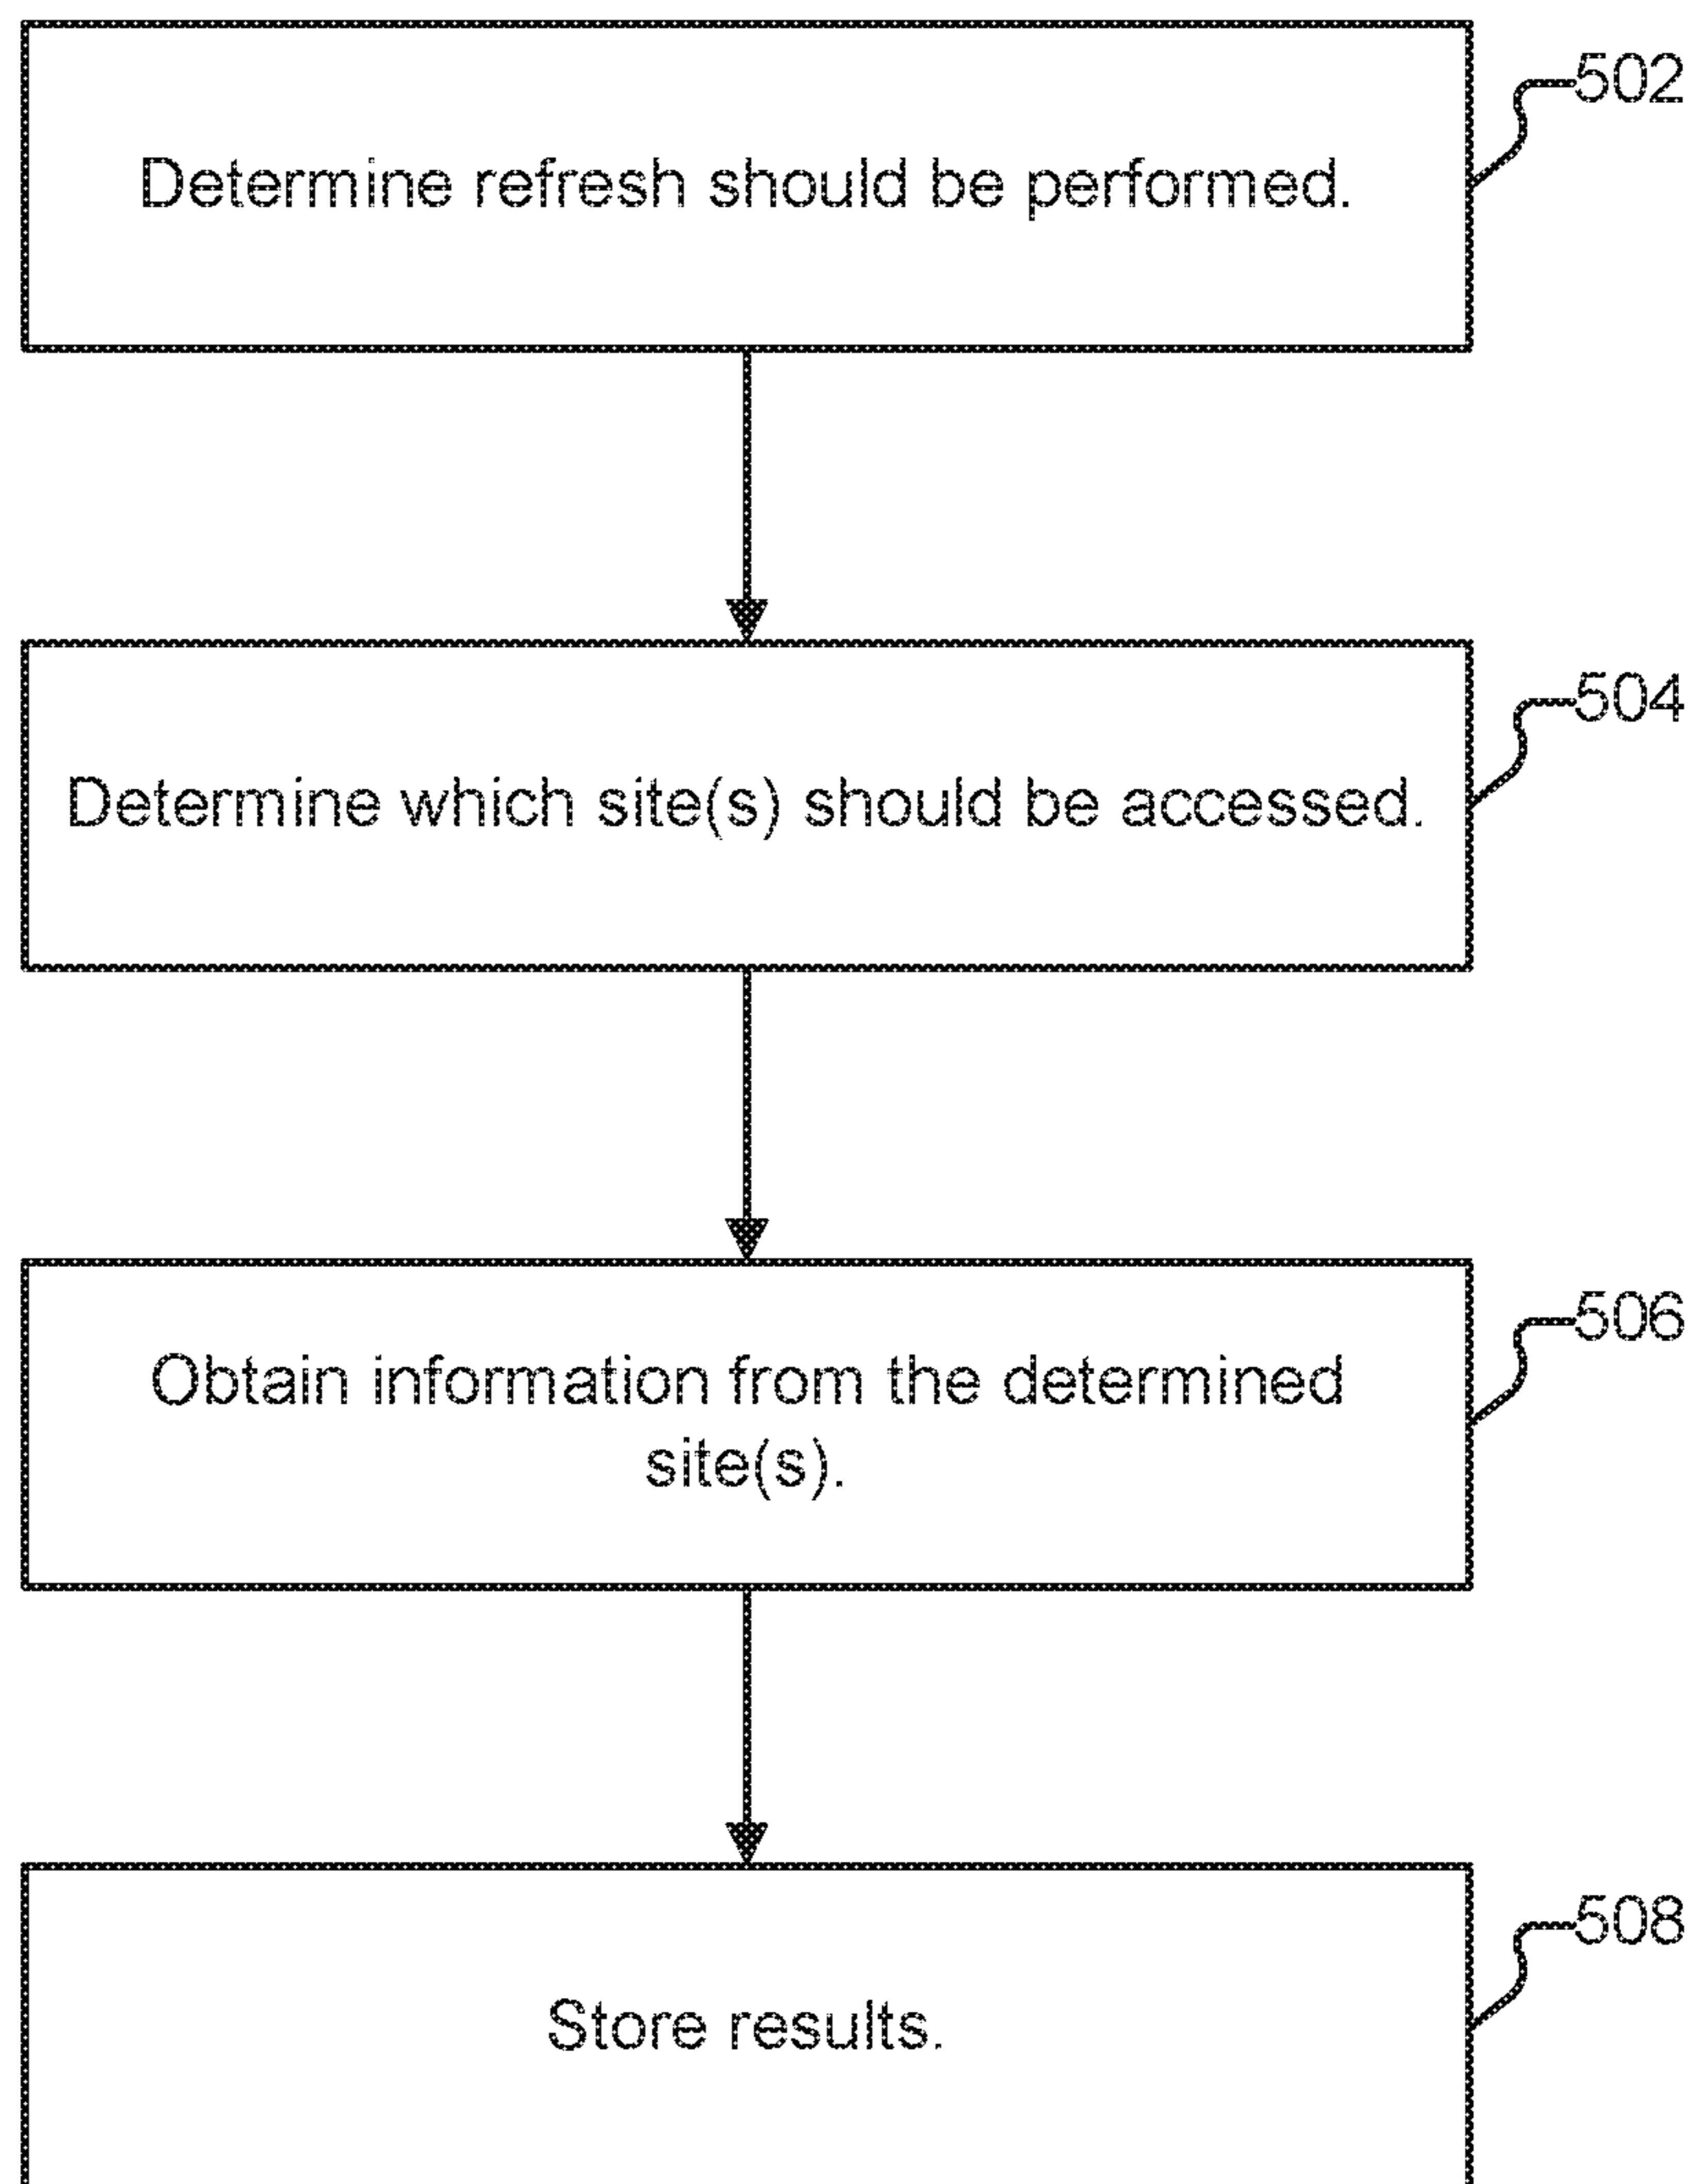 502
Determine refresh should be performed.
504
Determine which site(s) should be accessed.
506
Obtain information from the determined
site(s).
508
Store results.